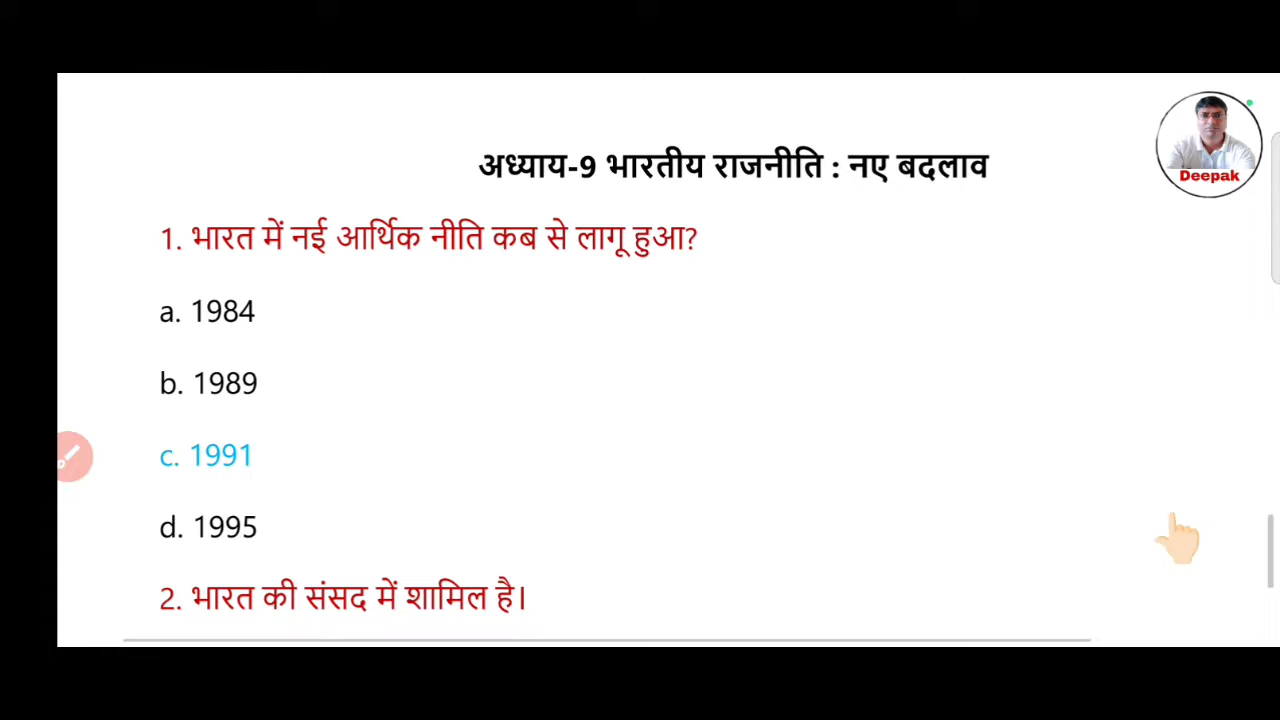 अध्याय-9 भारतीय राजनीति : नए बदलाव
Deepak
1. भारत में नई आर्थिक नीति कब से लागू हुआ?
a. 1984
b. 1989
c. 1991
d. 1995
2. भारत की संसद में शामिल है।